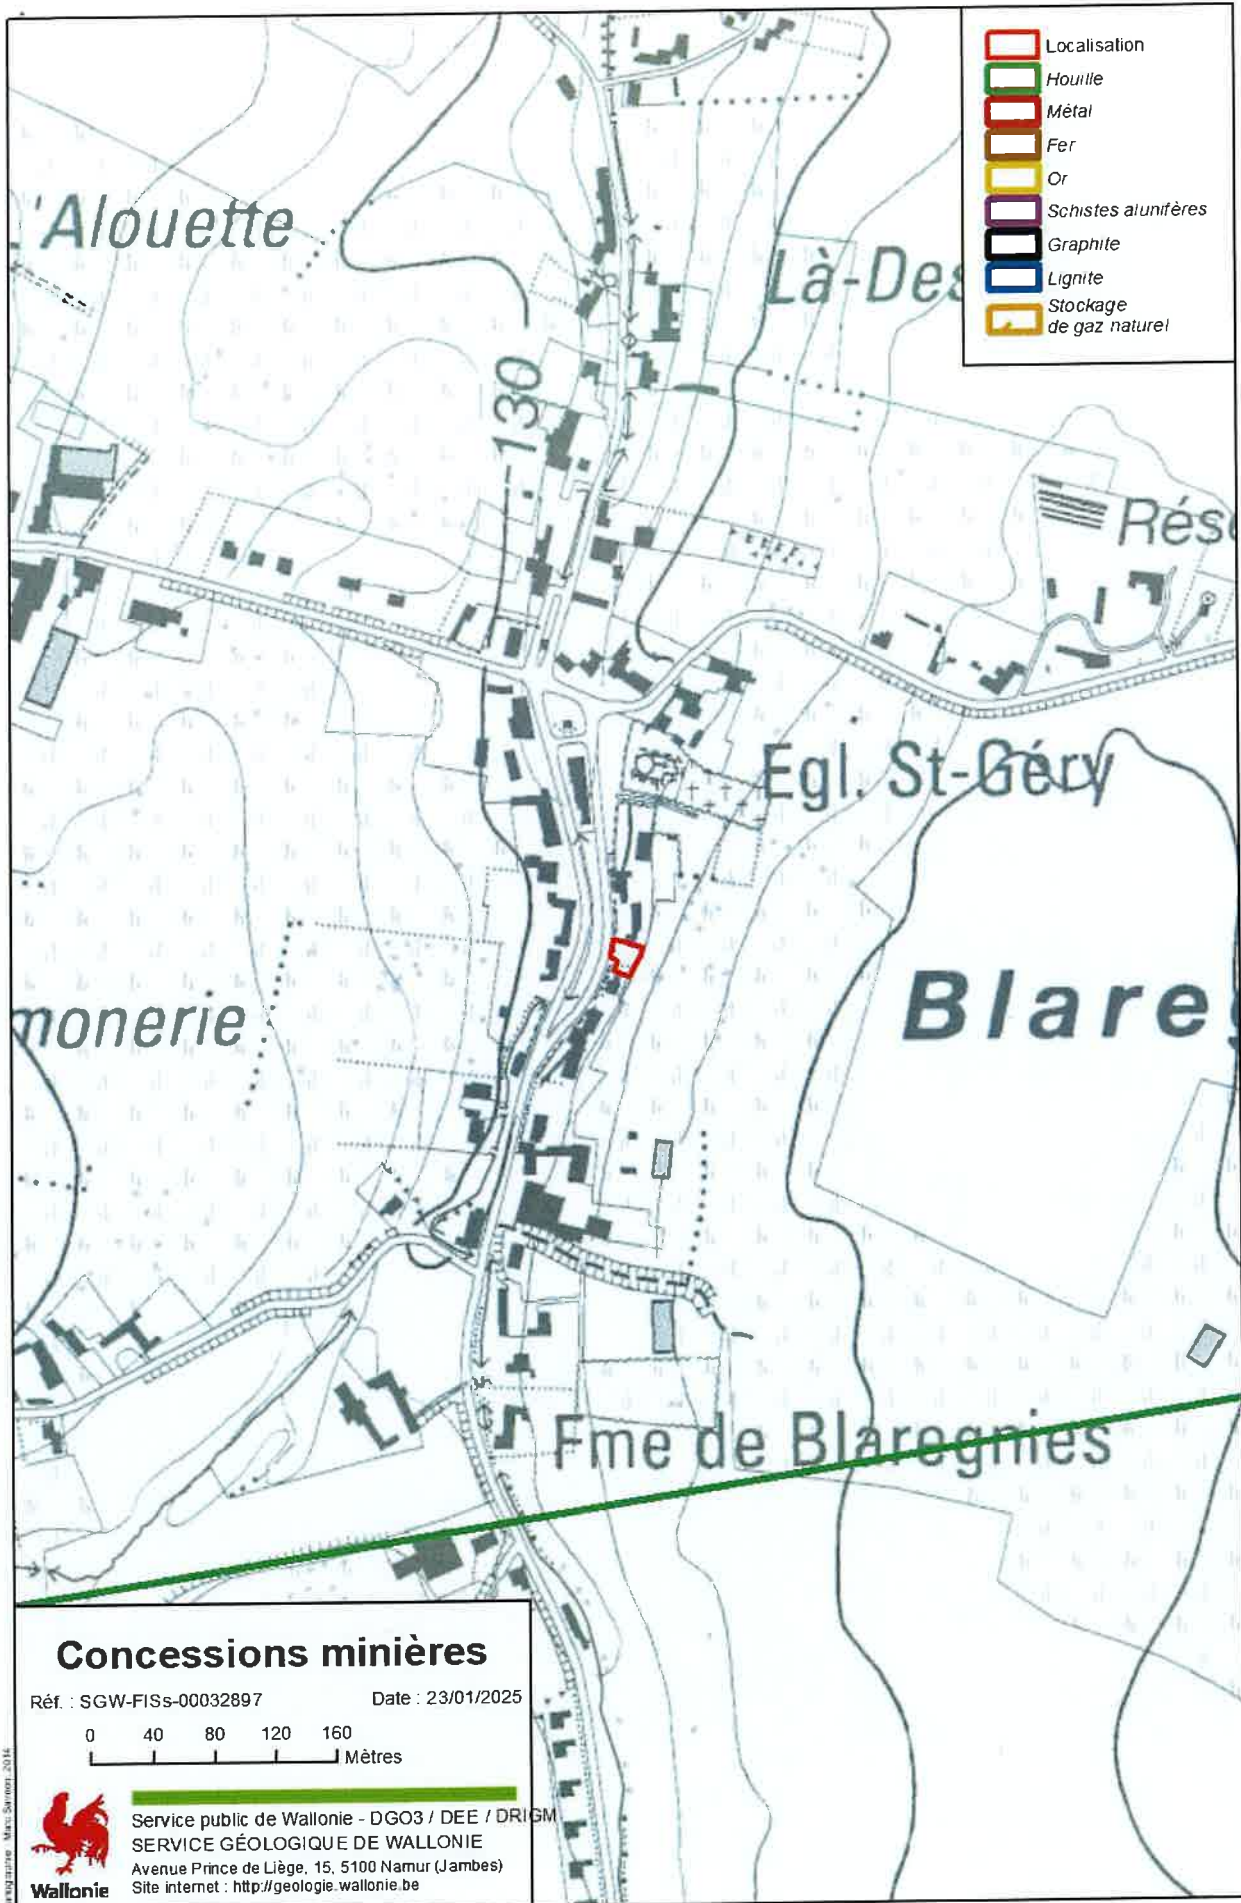 Localisation
Houille
Métal
Fer
Or
Schistes alunifères
Graphite
Lignite
Stockage
de gaz naturel
'Alouette
Là-Des
130
Rés
Egl. St-Géry
Blare
monerie
Fme de Blaregnies
Concessions minières
Réf. : SGW-FISs-00032897 Date : 23/01/2025
0 40 80 120 160
Mètres
Service public de Wallonie - DGO3 / DEE / DRIGM
SERVICE GÉOLOGIQUE DE WALLONIE
Avenue Prince de Liège, 15, 5100 Namur (Jambes)
Site internet : http://geologie.wallonie.be
Wallonie